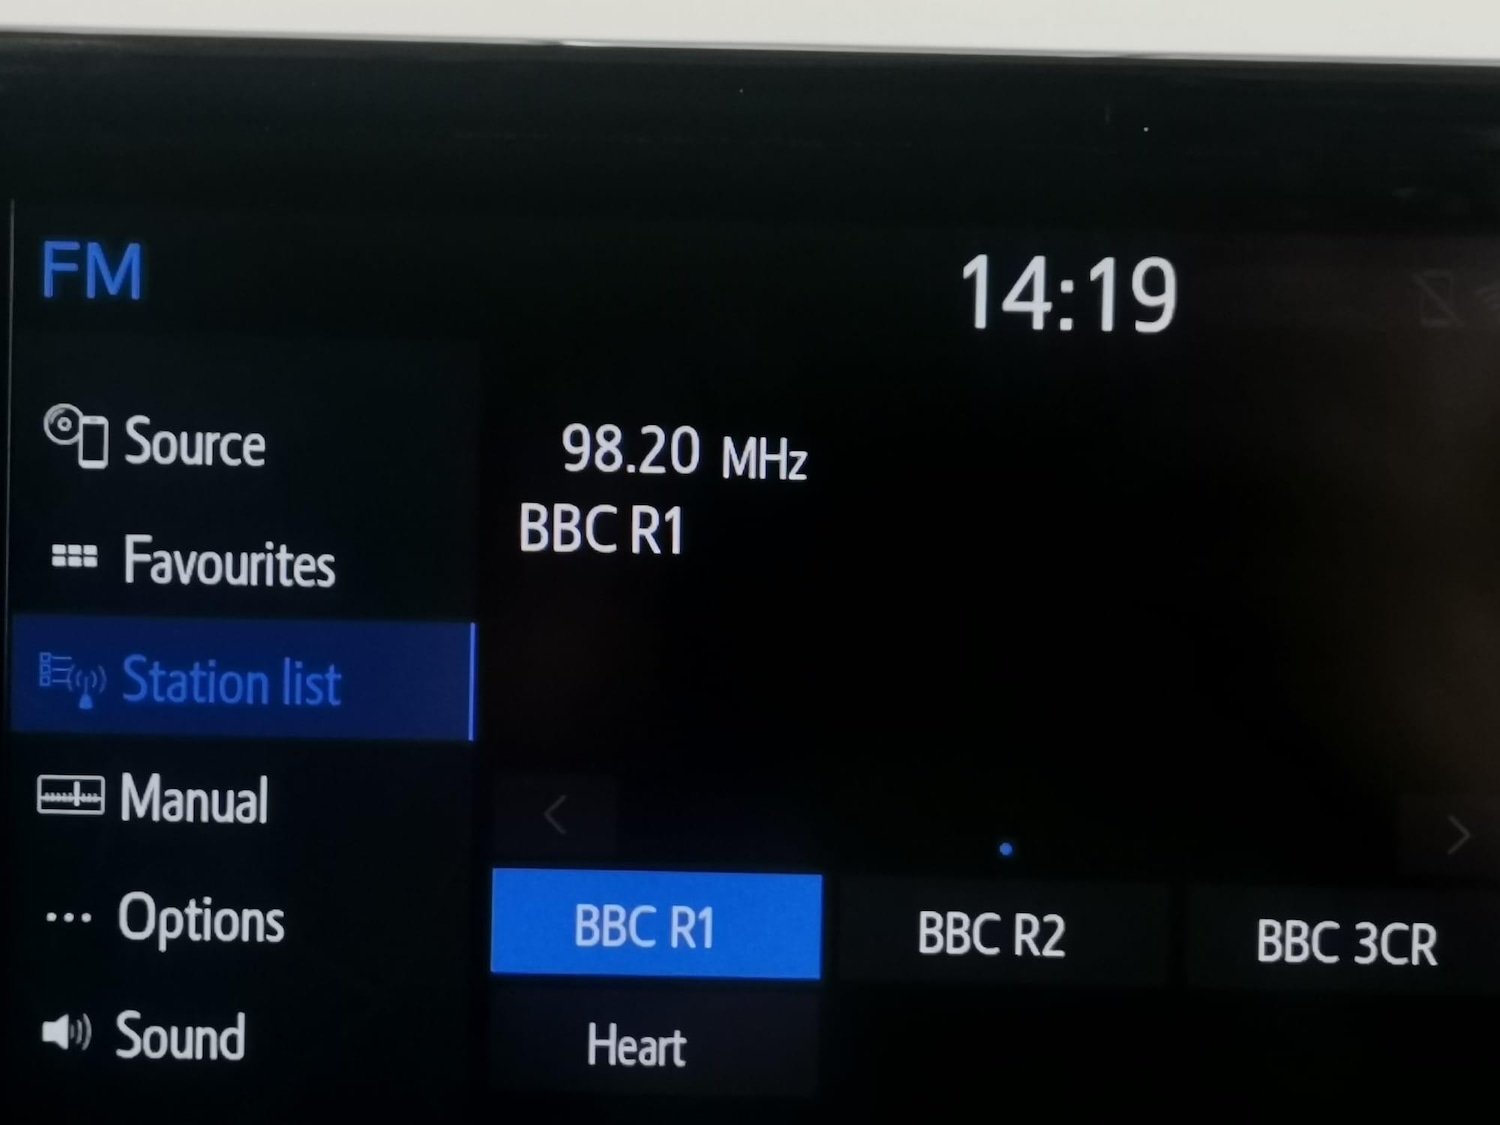 FM
14:19
Source
98.20 MHz
BBC R1
Favourites
Station list
Manual
Options
Sound
BBC R1
BBC R2
BBC 3CR
Heart